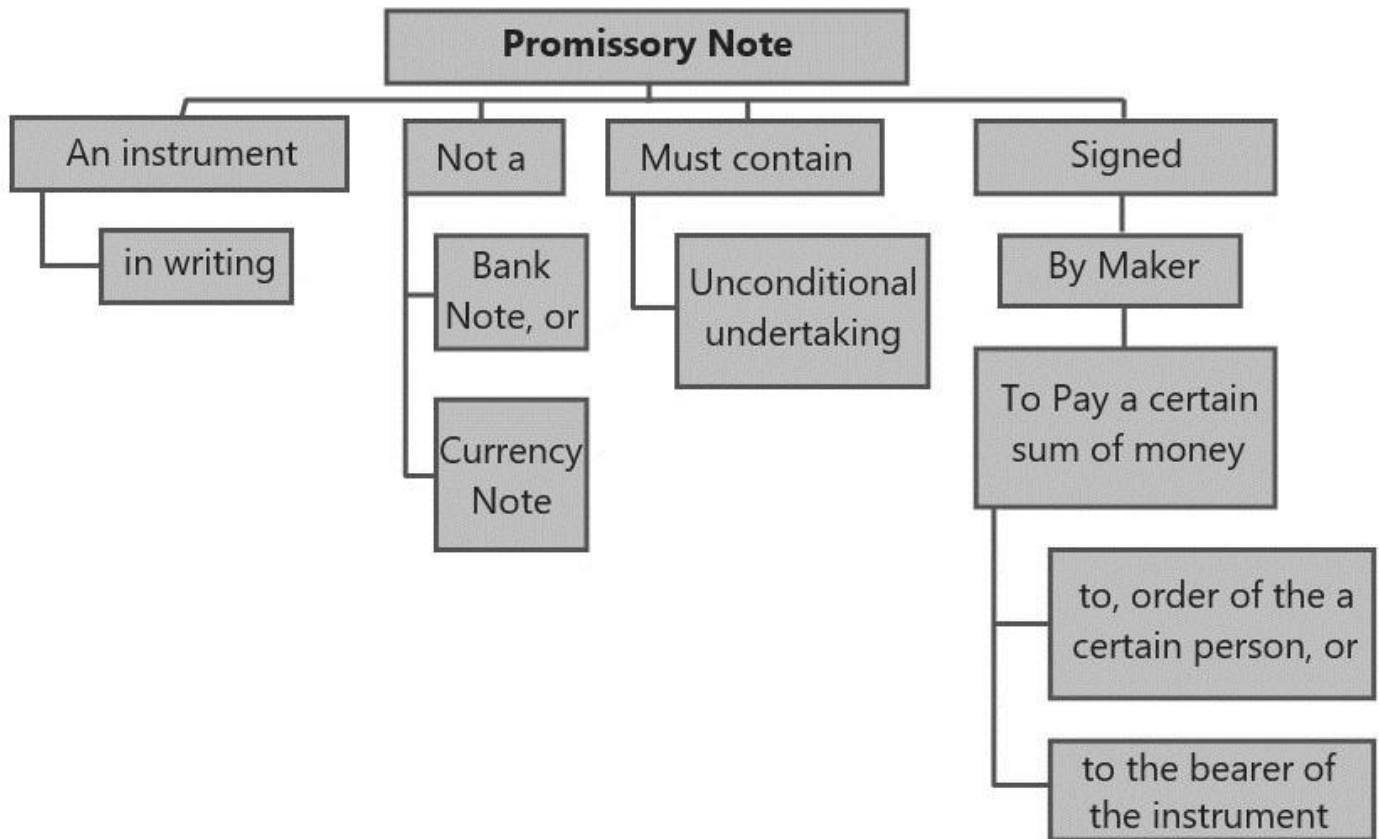 Promissory Note
An instrument
in writing
Not a
Bank
Note, or
Currency
Note
Must contain
Unconditional
undertaking
Signed
By Maker
To Pay a certain
sum of money
to, order of the a
certain person, or
to the bearer of
the instrument